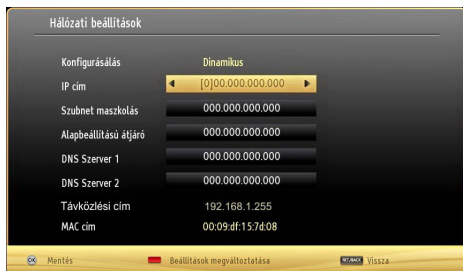 Hálózati beállítások
Konfigurásálás Dinamikus
IP cím [0]00.000.000.000
Szubnet maszkolás 000.000.000.000
Alapbeállítású átjáró 000.000.000.000
DNS Szerver 1 000.000.000.000
DNS Szerver 2 000.000.000.000
Távközlési cím 192.168.1.255
MAC cím 00:09:df:15:7d:08
OK Mentés Beállítások megváltoztatása RET./BACK Vissza